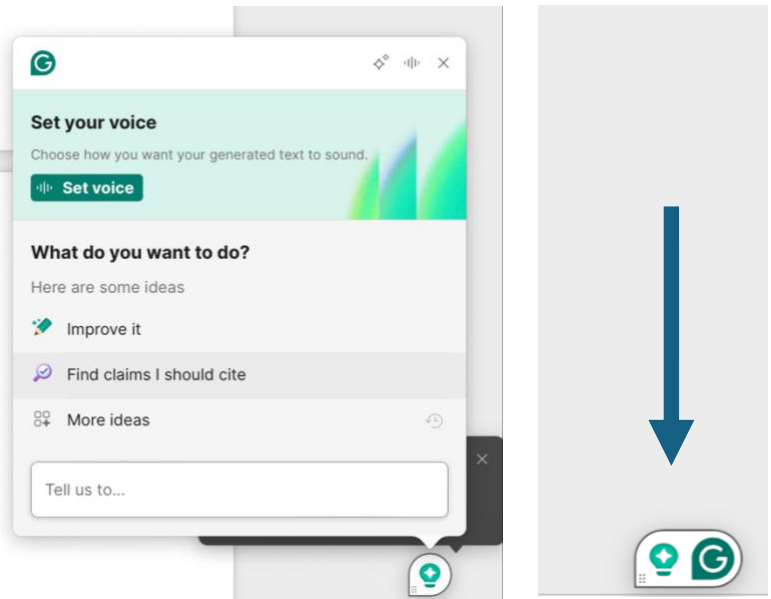 Set your voice
Choose how you want your generated text to sound.
Set voice
What do you want to do?
Here are some ideas
Improve it
Find claims I should cite
More ideas
Tell us to...